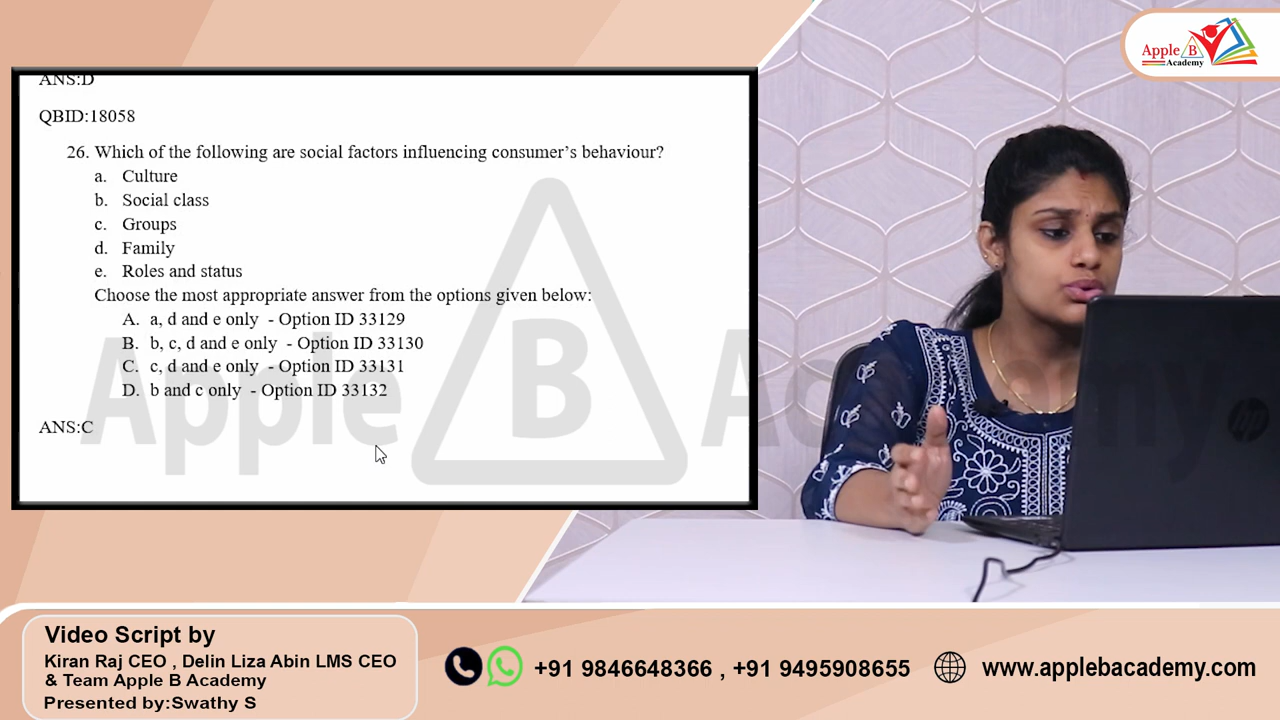 Apple B
Academy
ANS:D
QBID:18058
26. Which of the following are social factors influencing consumer's behaviour?
a. Culture
b. Social class
c. Groups
d. Family
e. Roles and status
Choose the most appropriate answer from the options given below:
A. a, d and e only - Option ID 33129
B. b, c, d and e only - Option ID 33130
C. c, d and e only - Option ID 33131
D. b and c only - Option ID 33132
ANS:C
Apple B Academy
hp
Video Script by
Kiran Raj CEO , Delin Liza Abin LMS CEO
& Team Apple B Academy
Presented by:Swathy S
+91 9846648366 , +91 9495908655
www.applebacademy.com